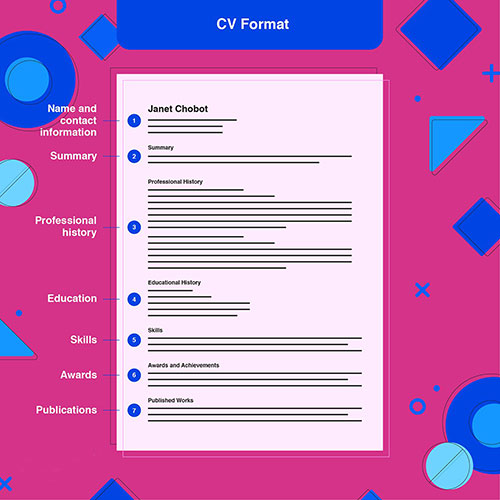 CV Format
Name and
contact
information
1
Janet Chobot
Summary
2
Summary
Professional
history
3
Professional History
Education
4
Educational History
Skills
5
Skills
Awards
6
Awards and Achievements
Publications
7
Published Works